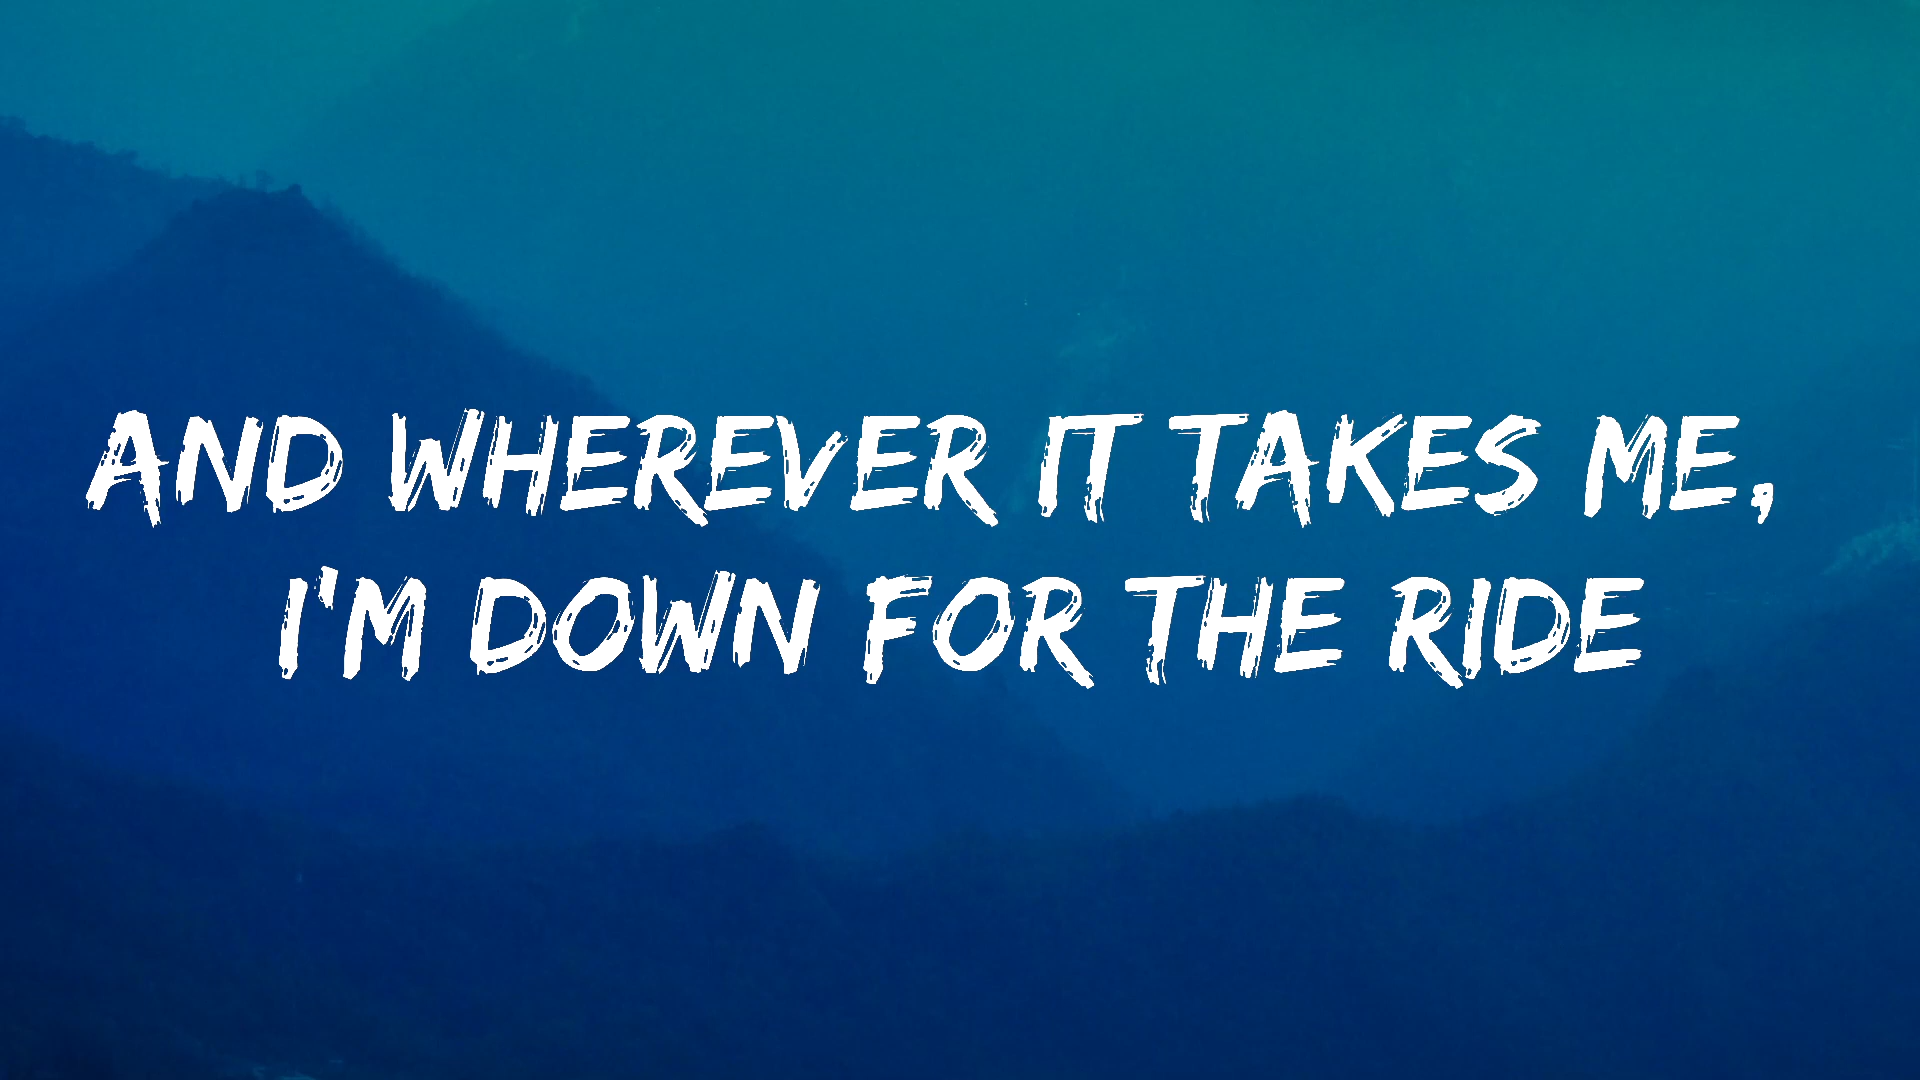 AND WHEREVER IT TAKES ME,
I'M DOWN FOR THE RIDE